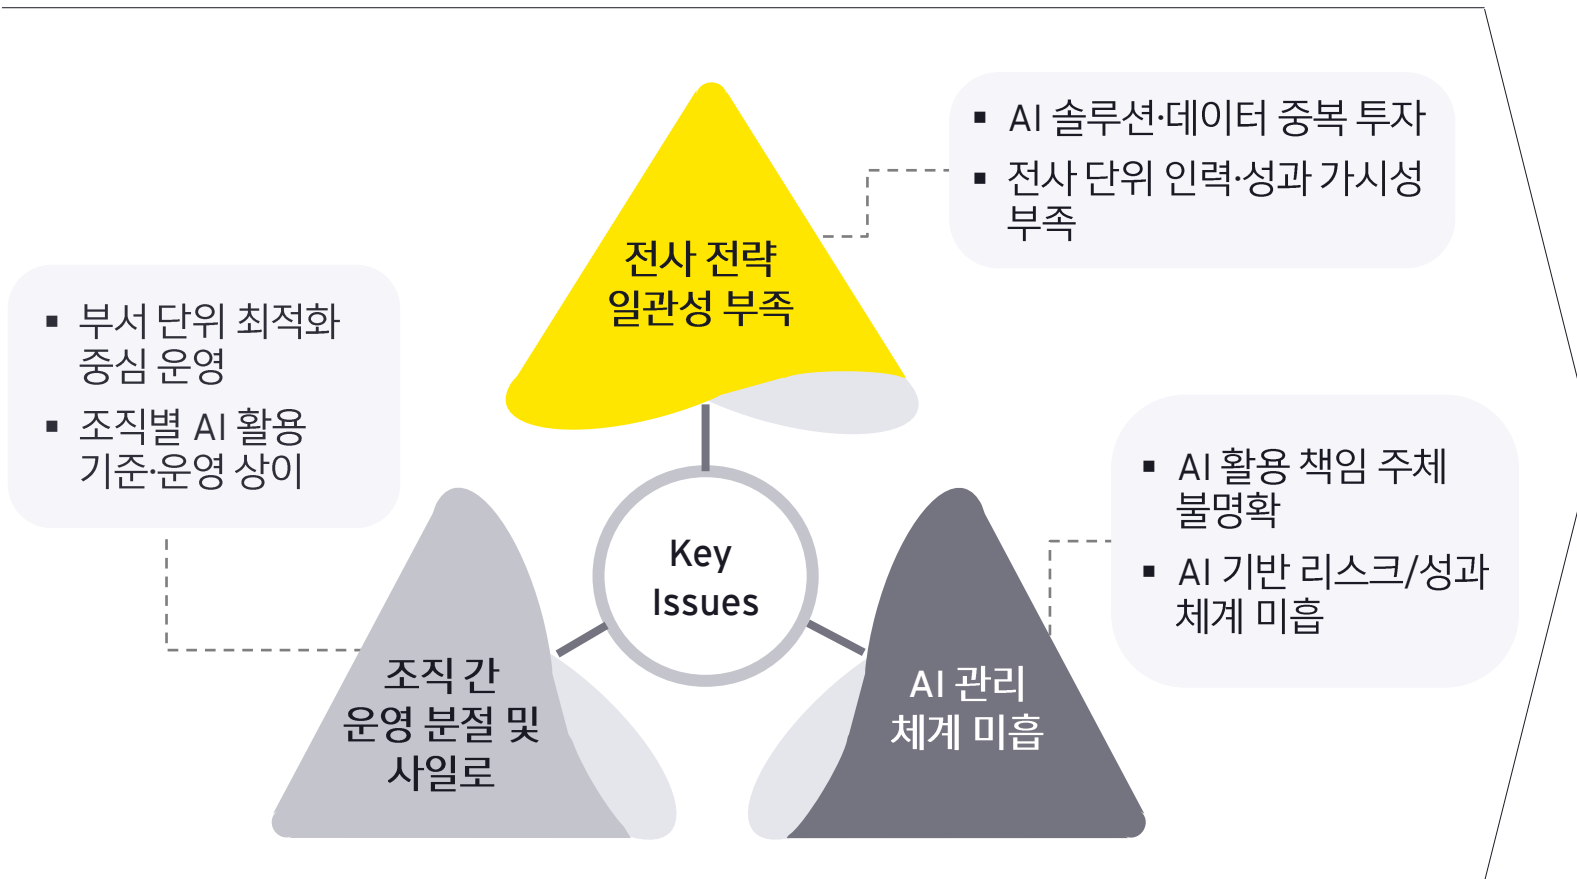 전사 전략
일관성 부족
▪ AI 솔루션·데이터 중복 투자
▪ 전사 단위 인력·성과 가시성
부족
▪ 부서 단위 최적화
중심 운영
▪ 조직별 AI 활용
기준·운영 상이
Key
Issues
조직 간
운영 분절 및
사일로
AI 관리
체계 미흡
▪ AI 활용 책임 주체
불명확
▪ AI 기반 리스크/성과
체계 미흡